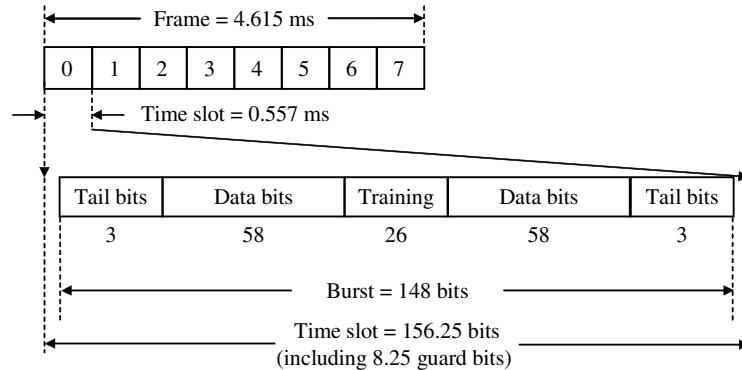 Frame = 4.615 ms
0 1 2 3 4 5 6 7
Time slot = 0.557 ms
Tail bits Data bits Training Data bits Tail bits
3 58 26 58 3
Burst = 148 bits
Time slot = 156.25 bits
(including 8.25 guard bits)